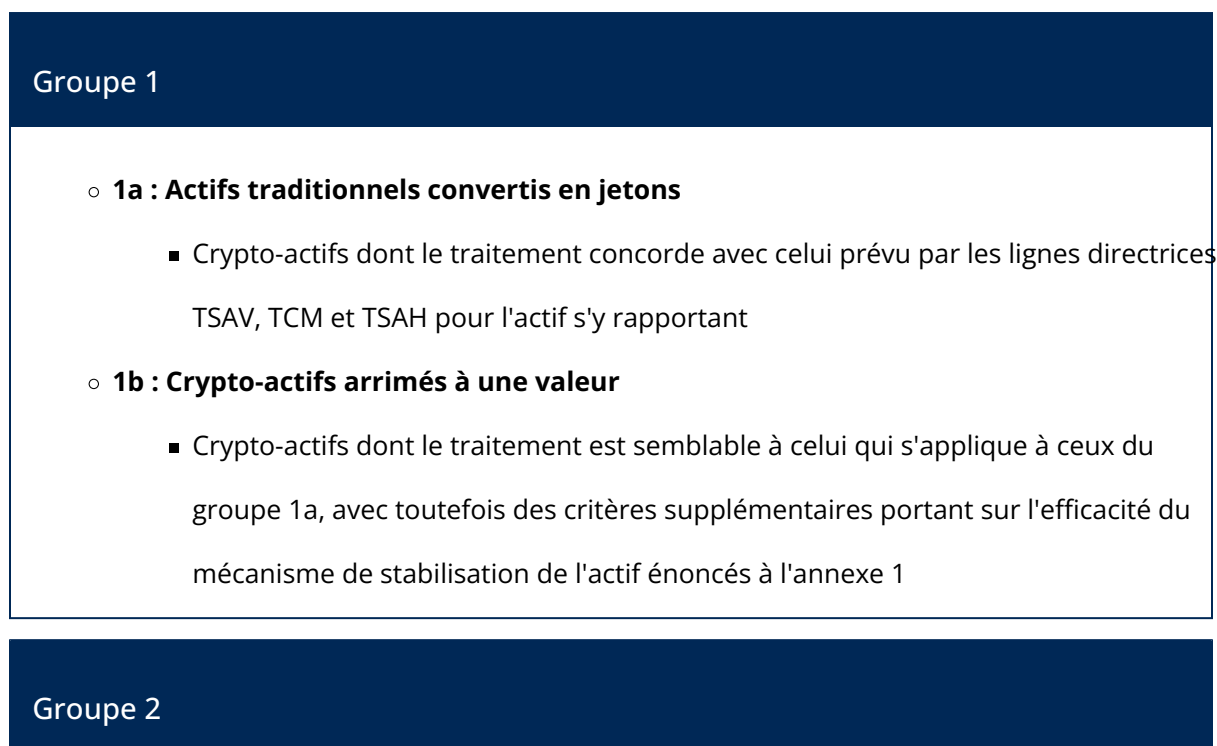 Groupe 1
1a : Actifs traditionnels convertis en jetons
Crypto-actifs dont le traitement concorde avec celui prévu par les lignes directrices
TSAV, TCM et TSAH pour l'actif s'y rapportant
1b : Crypto-actifs arrimés à une valeur
Crypto-actifs dont le traitement est semblable à celui qui s'applique à ceux du
groupe 1a, avec toutefois des critères supplémentaires portant sur l'efficacité du
mécanisme de stabilisation de l'actif énoncés à l'annexe 1
Groupe 2